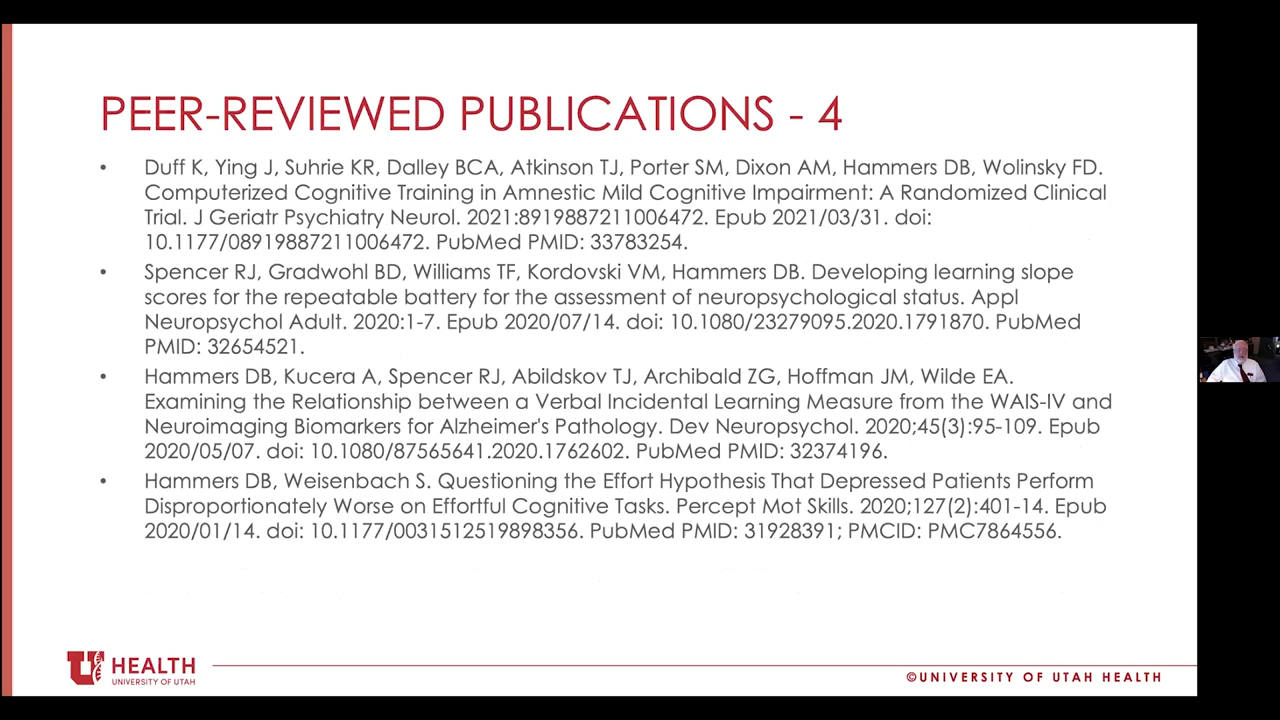 PEER-REVIEWED PUBLICATIONS - 4
• Duff K, Ying J, Suhrie KR, Dalley BCA, Atkinson TJ, Porter SM, Dixon AM, Hammers DB, Wolinsky FD.
Computerized Cognitive Training in Amnestic Mild Cognitive Impairment: A Randomized Clinical
Trial. J Geriatr Psychiatry Neurol. 2021:8919887211006472. Epub 2021/03/31. doi:
10.1177/08919887211006472. PubMed PMID: 33783254.
• Spencer RJ, Gradwohl BD, Williams TF, Kordovski VM, Hammers DB. Developing learning slope
scores for the repeatable battery for the assessment of neuropsychological status. Appl
Neuropsychol Adult. 2020:1-7. Epub 2020/07/14. doi: 10.1080/23279095.2020.1791870. PubMed
PMID: 32654521.
• Hammers DB, Kucera A, Spencer RJ, Abildskov TJ, Archibald ZG, Hoffman JM, Wilde EA.
Examining the Relationship between a Verbal Incidental Learning Measure from the WAIS-IV and
Neuroimaging Biomarkers for Alzheimer's Pathology. Dev Neuropsychol. 2020;45(3):95-109. Epub
2020/05/07. doi: 10.1080/87565641.2020.1762602. PubMed PMID: 32374196.
• Hammers DB, Weisenbach S. Questioning the Effort Hypothesis That Depressed Patients Perform
Disproportionately Worse on Effortful Cognitive Tasks. Percept Mot Skills. 2020;127(2):401-14. Epub
2020/01/14. doi: 10.1177/0031512519898356. PubMed PMID: 31928391; PMCID: PMC7864556.
U HEALTH
UNIVERSITY OF UTAH
©UNIVERSITY OF UTAH HEALTH